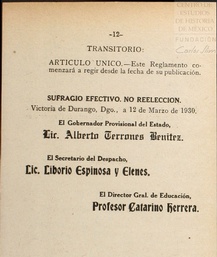 -12-
TRANSITORIO:
ARTICULO UNICO.—Este Reglamento co-
menzará a regir desde la fecha de su publicación.
SUFRAGIO EFECTIVO. NO REELECCION.
Victoria de Durango, Dgo., a 12 de Marzo de 1930.
El Gobernador Provisional del Estado,
Lic. Alberto Terrones Benítez.
El Secretario del Despacho,
Lic. Liborio Espinosa y Elenes.
El Director Gral. de Educación,
Profesor Catarino Herrera.